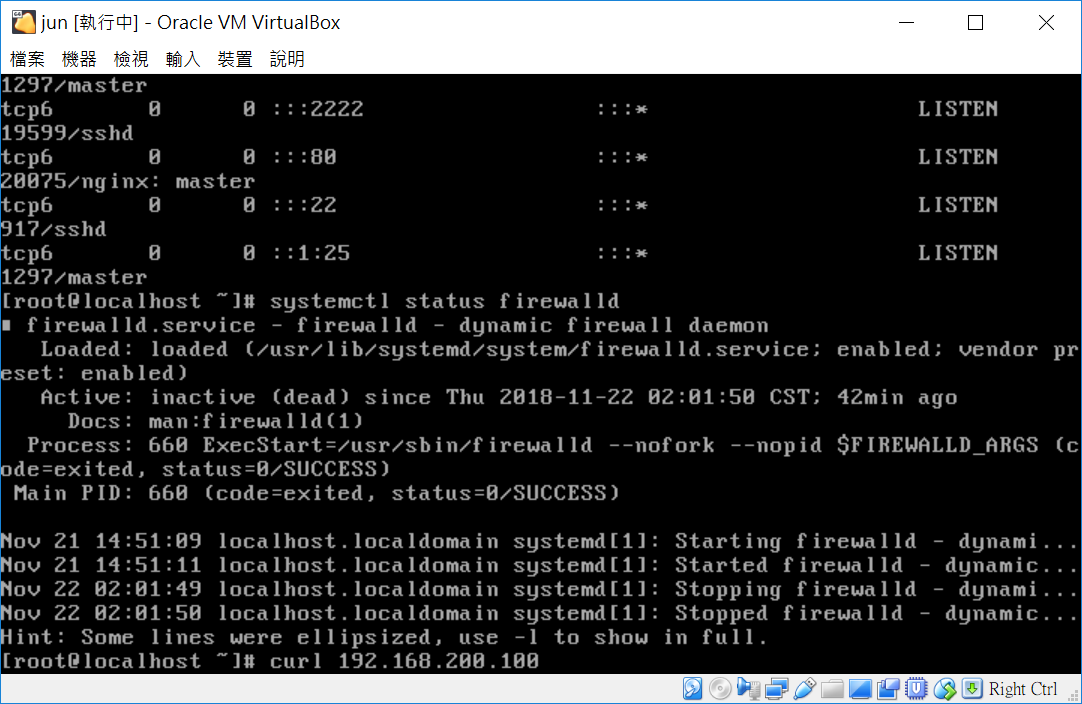 jun [執行中] - Oracle VM VirtualBox
檔案 機器 檢視 輸入 裝置 說明
1297/master
tcp6       0      0 :::2222                 :::*                    LISTEN
19599/sshd
tcp6       0      0 :::80                   :::*                    LISTEN
20075/nginx: master
tcp6       0      0 :::22                   :::*                    LISTEN
917/sshd
tcp6       0      0 ::1:25                  :::*                    LISTEN
1297/master
[root@localhost ~]# systemctl status firewalld
■ firewalld.service - firewalld - dynamic firewall daemon
   Loaded: loaded (/usr/lib/systemd/system/firewalld.service; enabled; vendor pr
eset: enabled)
   Active: inactive (dead) since Thu 2018-11-22 02:01:50 CST; 42min ago
     Docs: man:firewalld(1)
  Process: 660 ExecStart=/usr/sbin/firewalld --nofork --nopid $FIREWALLD_ARGS (c
ode=exited, status=0/SUCCESS)
 Main PID: 660 (code=exited, status=0/SUCCESS)

Nov 21 14:51:09 localhost.localdomain systemd[1]: Starting firewalld - dynami...
Nov 21 14:51:11 localhost.localdomain systemd[1]: Started firewalld - dynamic...
Nov 22 02:01:49 localhost.localdomain systemd[1]: Stopping firewalld - dynami...
Nov 22 02:01:50 localhost.localdomain systemd[1]: Stopped firewalld - dynamic...
Hint: Some lines were ellipsized, use -l to show in full.
[root@localhost ~]# curl 192.168.200.100
Right Ctrl